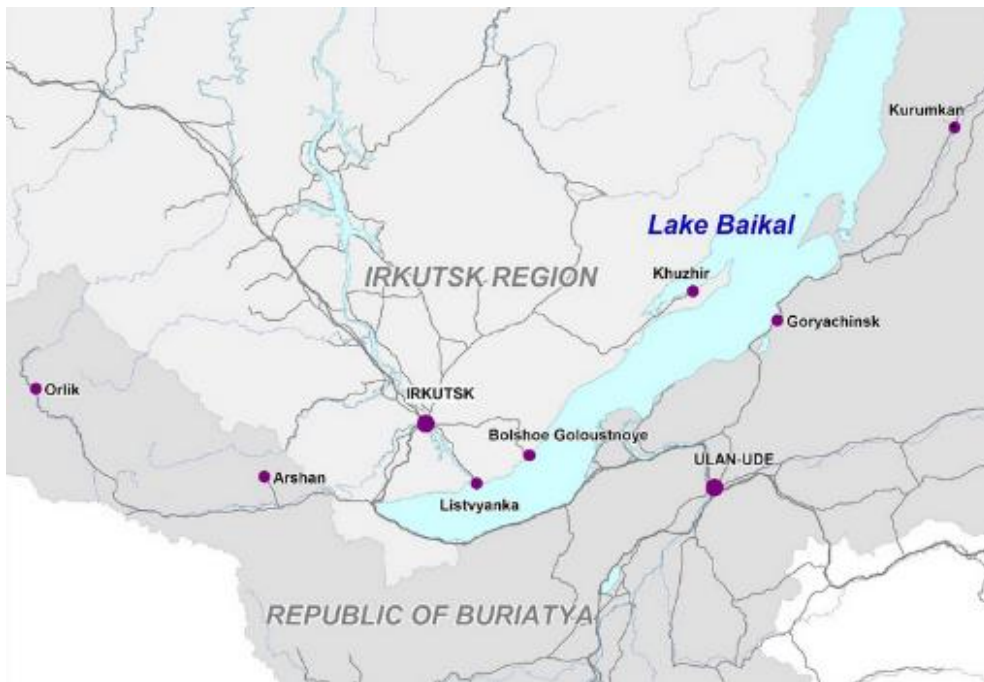 Kurumkan
Lake Baikal
Khuzhir
IRKUTSK REGION
Goryachinsk
Orlik
IRKUTSK
Bolshoe Goloustnoye
ULAN-UDE
Arshan
Listvyanka
REPUBLIC OF BURIATYA